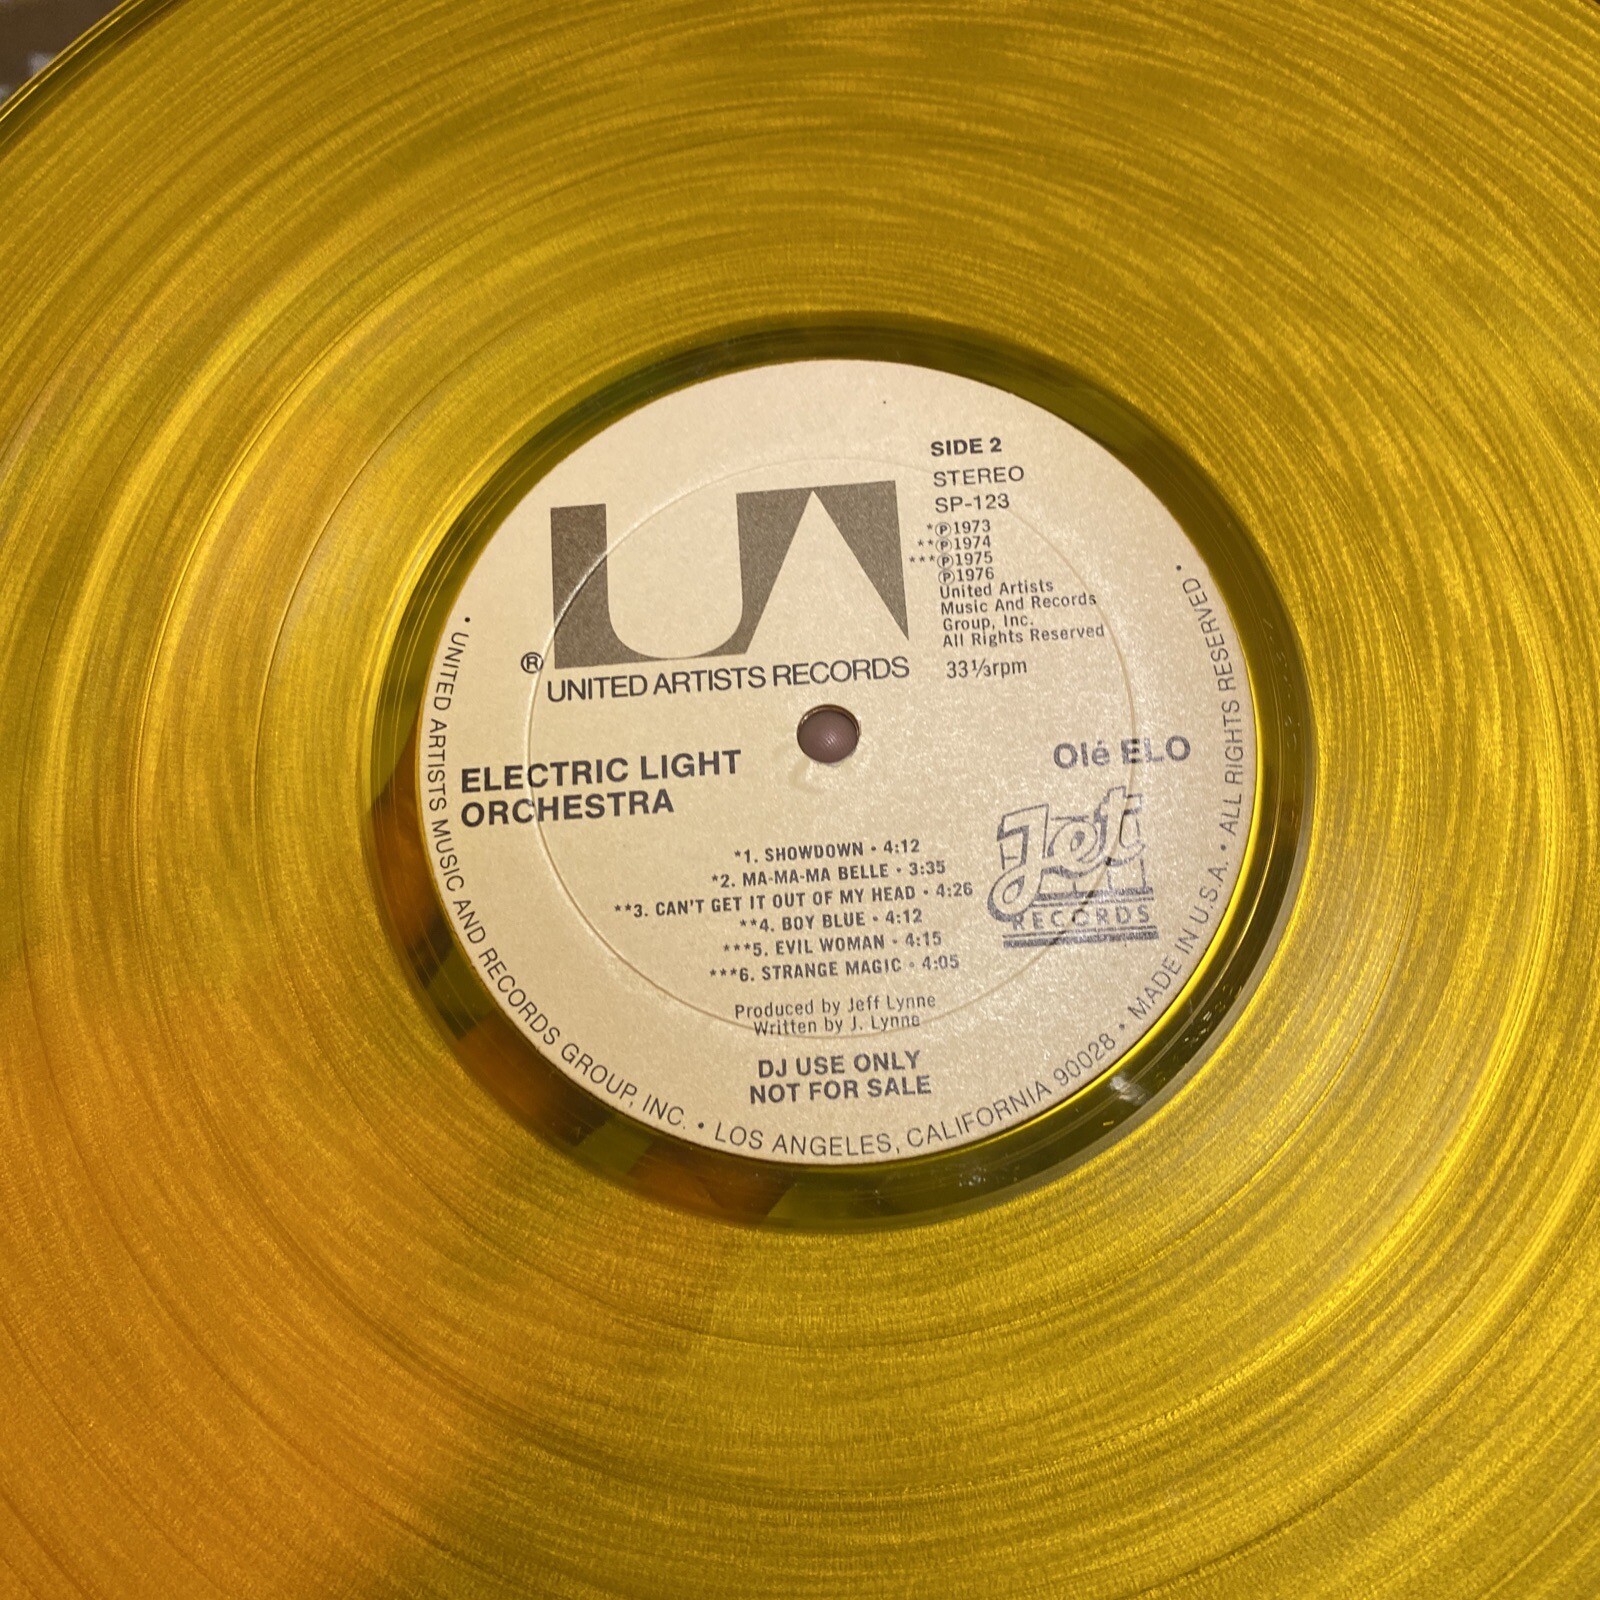 SIDE 2
STEREO
SP-123
*Ⓟ1973
**Ⓟ1974
***Ⓟ1975
Ⓟ1976
United Artists
Music And Records
Group, Inc.
All Rights Reserved
33⅓rpm
UA
®
UNITED ARTISTS RECORDS
ELECTRIC LIGHT
ORCHESTRA
Olé ELO
Jet
RECORDS
*1. SHOWDOWN • 4:12
*2. MA-MA-MA BELLE • 3:35
**3. CAN'T GET IT OUT OF MY HEAD • 4:26
**4. BOY BLUE • 4:12
***5. EVIL WOMAN • 4:15
***6. STRANGE MAGIC • 4:05
Produced by Jeff Lynne
Written by J. Lynne
DJ USE ONLY
NOT FOR SALE
• UNITED ARTISTS MUSIC AND RECORDS GROUP, INC. • LOS ANGELES, CALIFORNIA 90028 • MADE IN U.S.A. • ALL RIGHTS RESERVED •